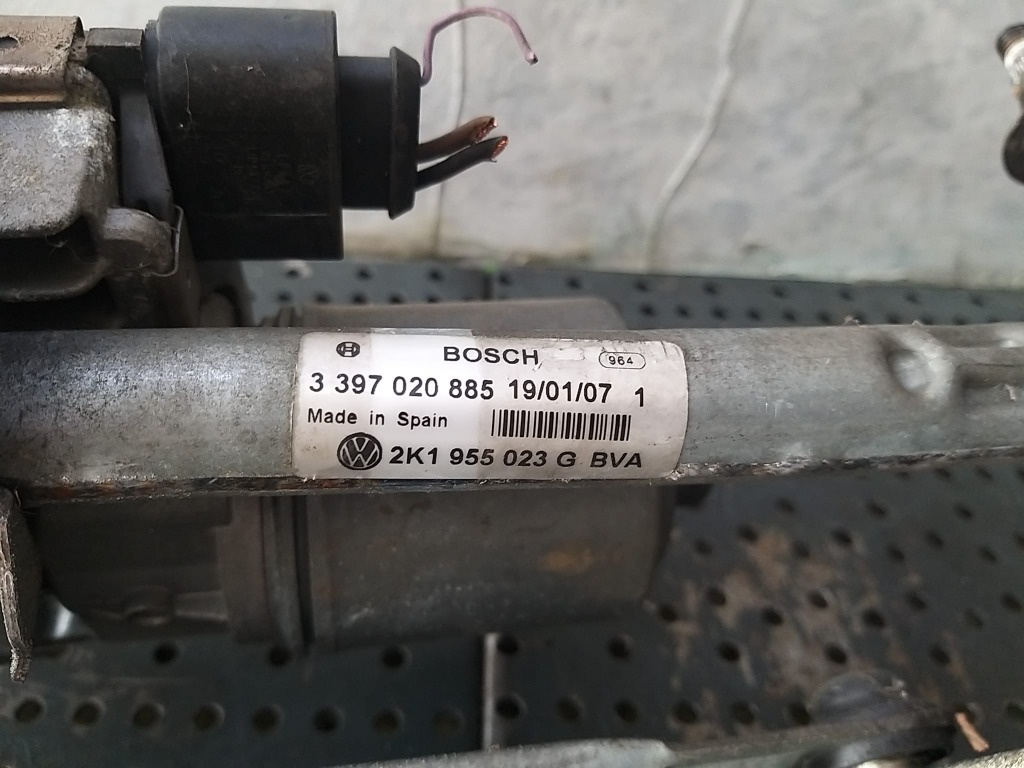 BOSCH 964
3 397 020 885 19/01/07 1
Made in Spain
2K1 955 023 G BVA